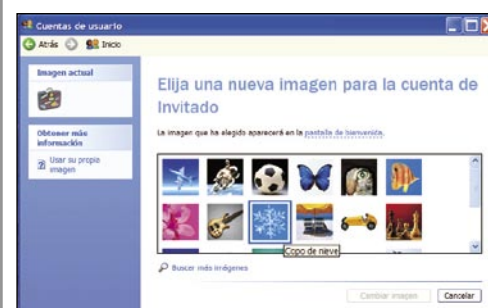 Cuentas de usuario
Atrás Inicio
Imagen actual
Obtener más
información
Usar su propia
imagen
Elija una nueva imagen para la cuenta de
Invitado
La imagen que ha elegido aparecerá en la pantalla de bienvenida.
Copo de nieve
Buscar más imágenes
Cambiar imagen Cancelar